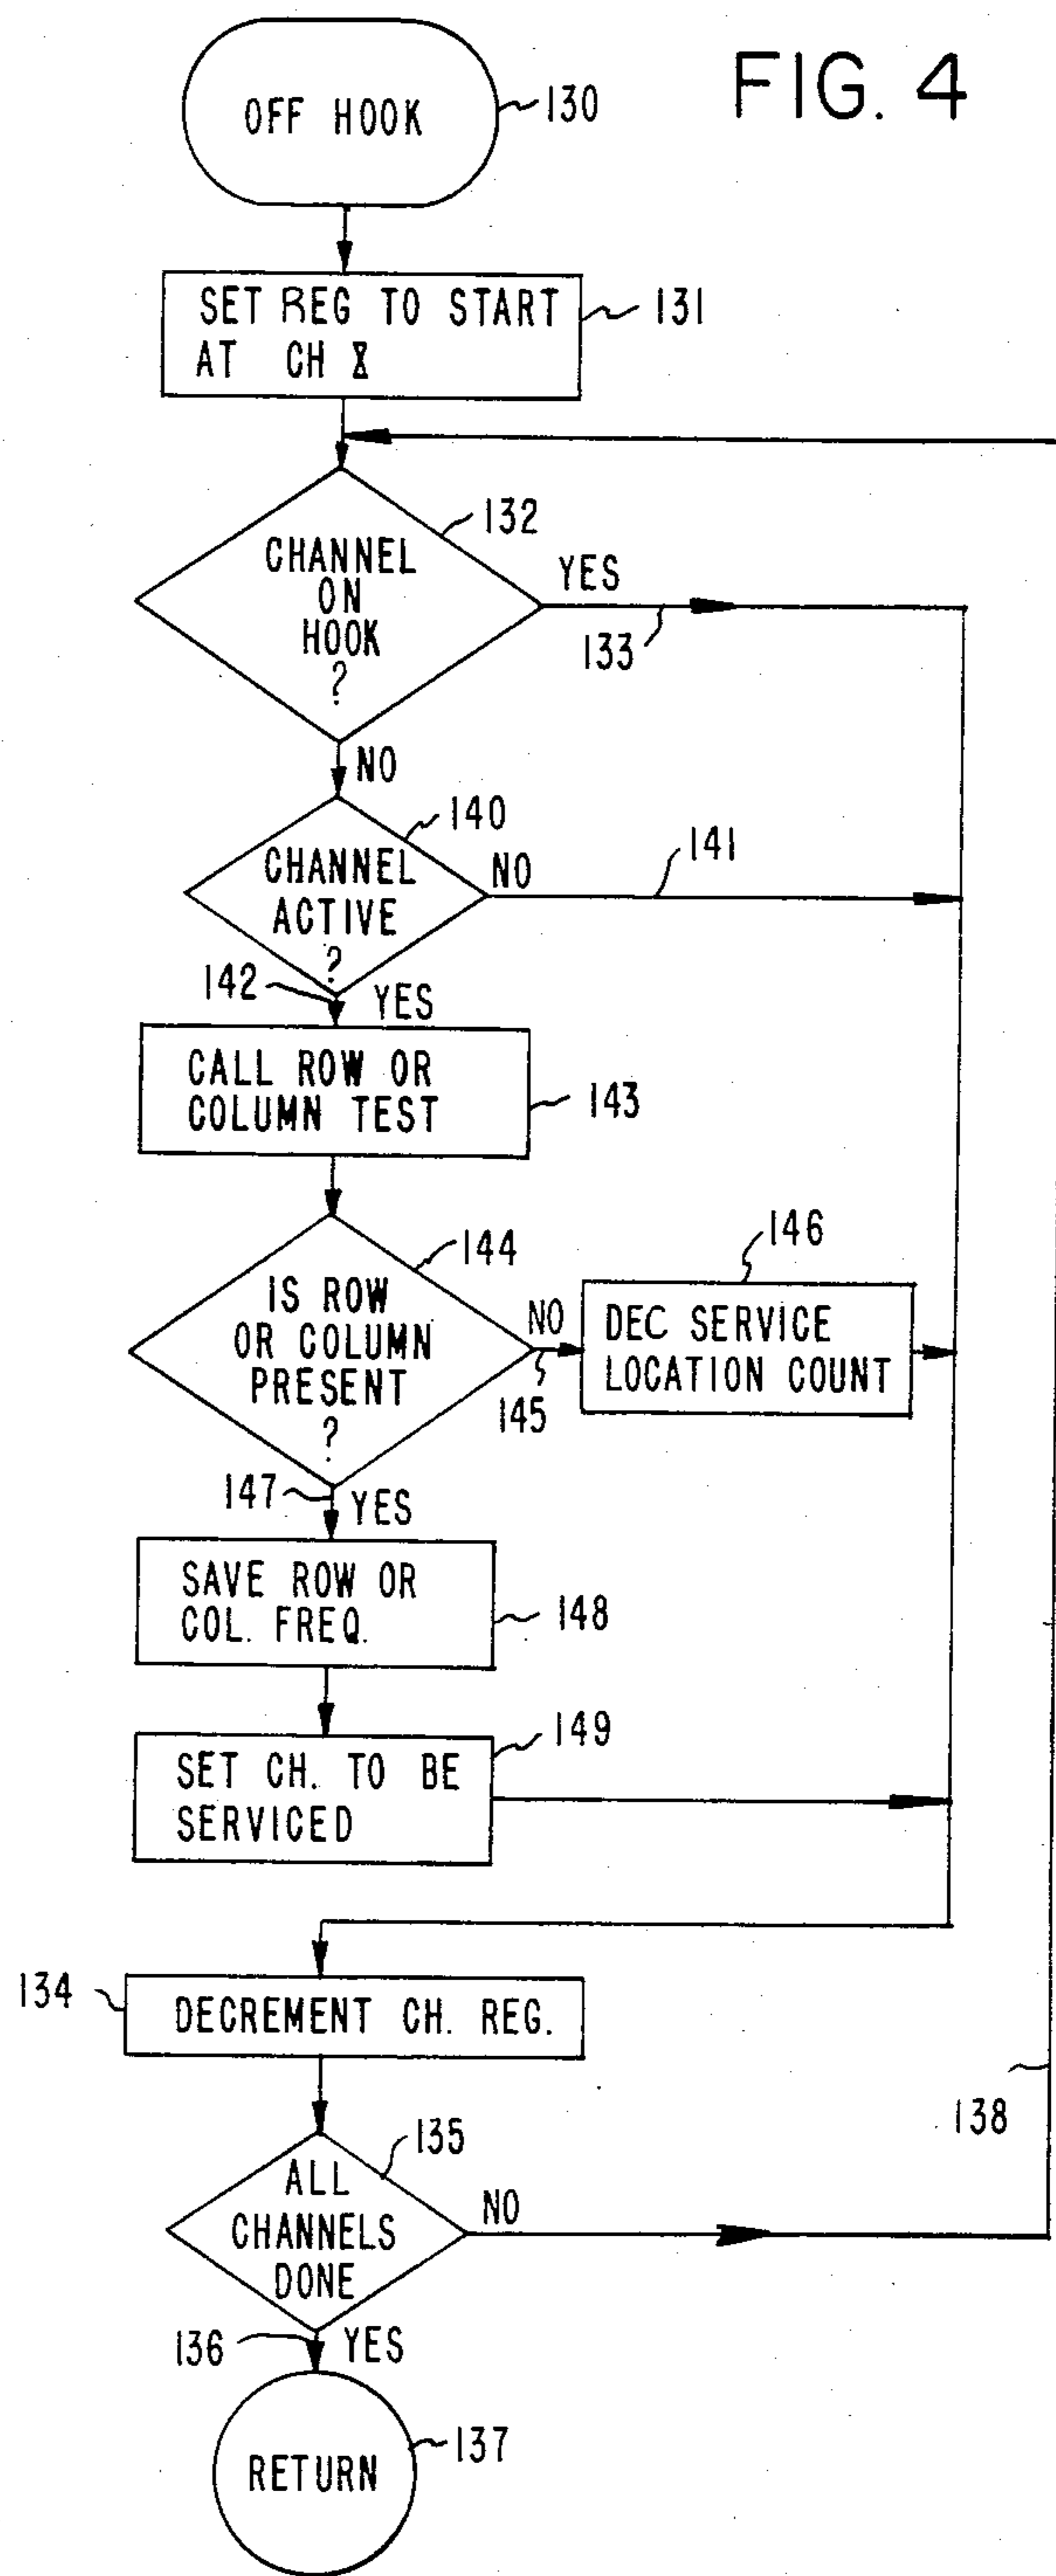 FIG. 4
OFF HOOK
130
SET REG TO START
AT CH X
131
132
CHANNEL
ON
HOOK
?
YES
133
NO
140
CHANNEL
ACTIVE
?
NO
141
142
YES
CALL ROW OR
COLUMN TEST
143
144
IS ROW
OR COLUMN
PRESENT
?
NO
145
146
DEC SERVICE
LOCATION COUNT
147
YES
SAVE ROW OR
COL. FREQ.
148
149
SET CH. TO BE
SERVICED
134
DECREMENT CH. REG.
135
ALL
CHANNELS
DONE
NO
138
136
YES
RETURN
137